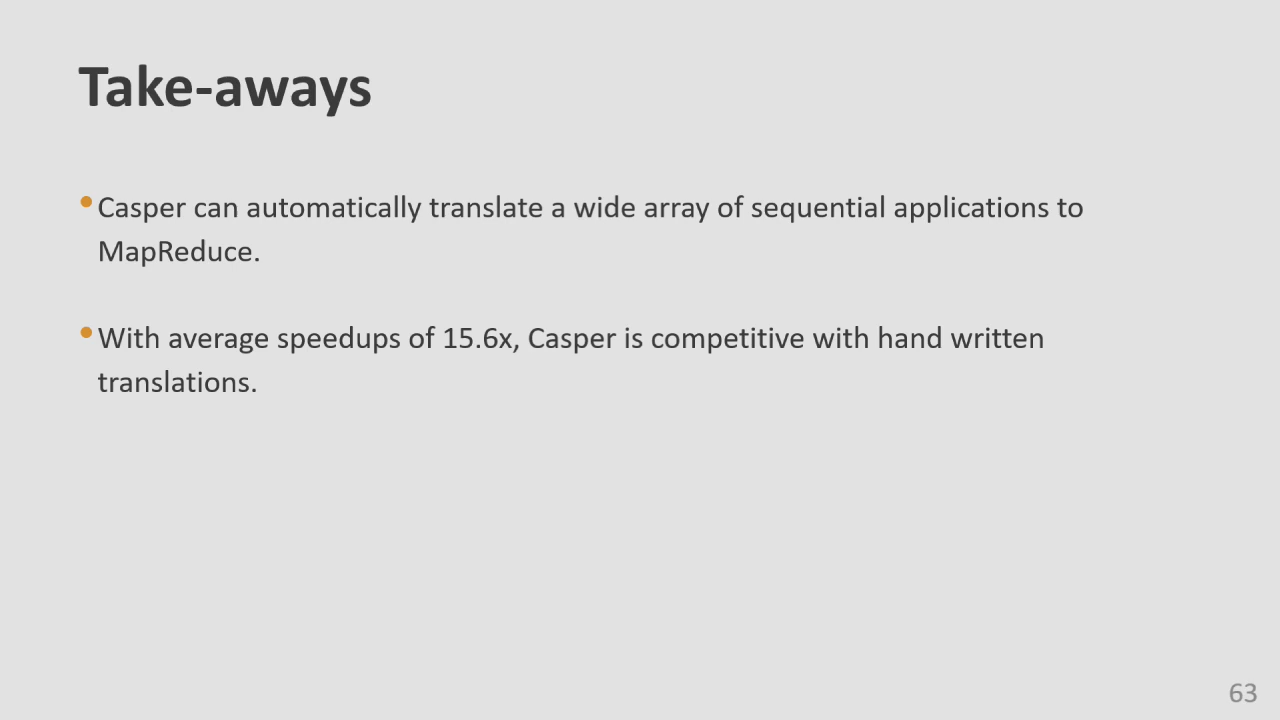 Take-aways
• Casper can automatically translate a wide array of sequential applications to
MapReduce.
• With average speedups of 15.6x, Casper is competitive with hand written
translations.
63